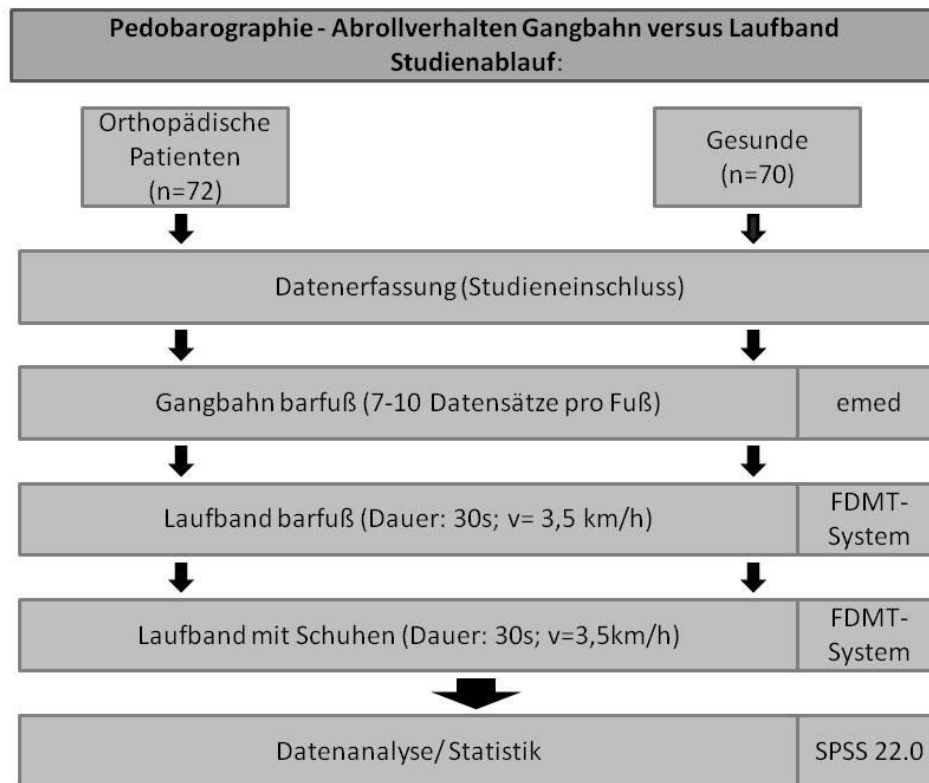 Pedobarographie - Abrollverhalten Gangbahn versus Laufband
Studienablauf:
Orthopädische
Patienten
(n=72)
Gesunde
(n=70)
Datenerfassung (Studieneinschluss)
Gangbahn barfuß (7-10 Datensätze pro Fuß)
emed
Laufband barfuß (Dauer: 30s; v= 3,5 km/h)
FDMT-
System
Laufband mit Schuhen (Dauer: 30s; v=3,5km/h)
FDMT-
System
Datenanalyse/ Statistik
SPSS 22.0